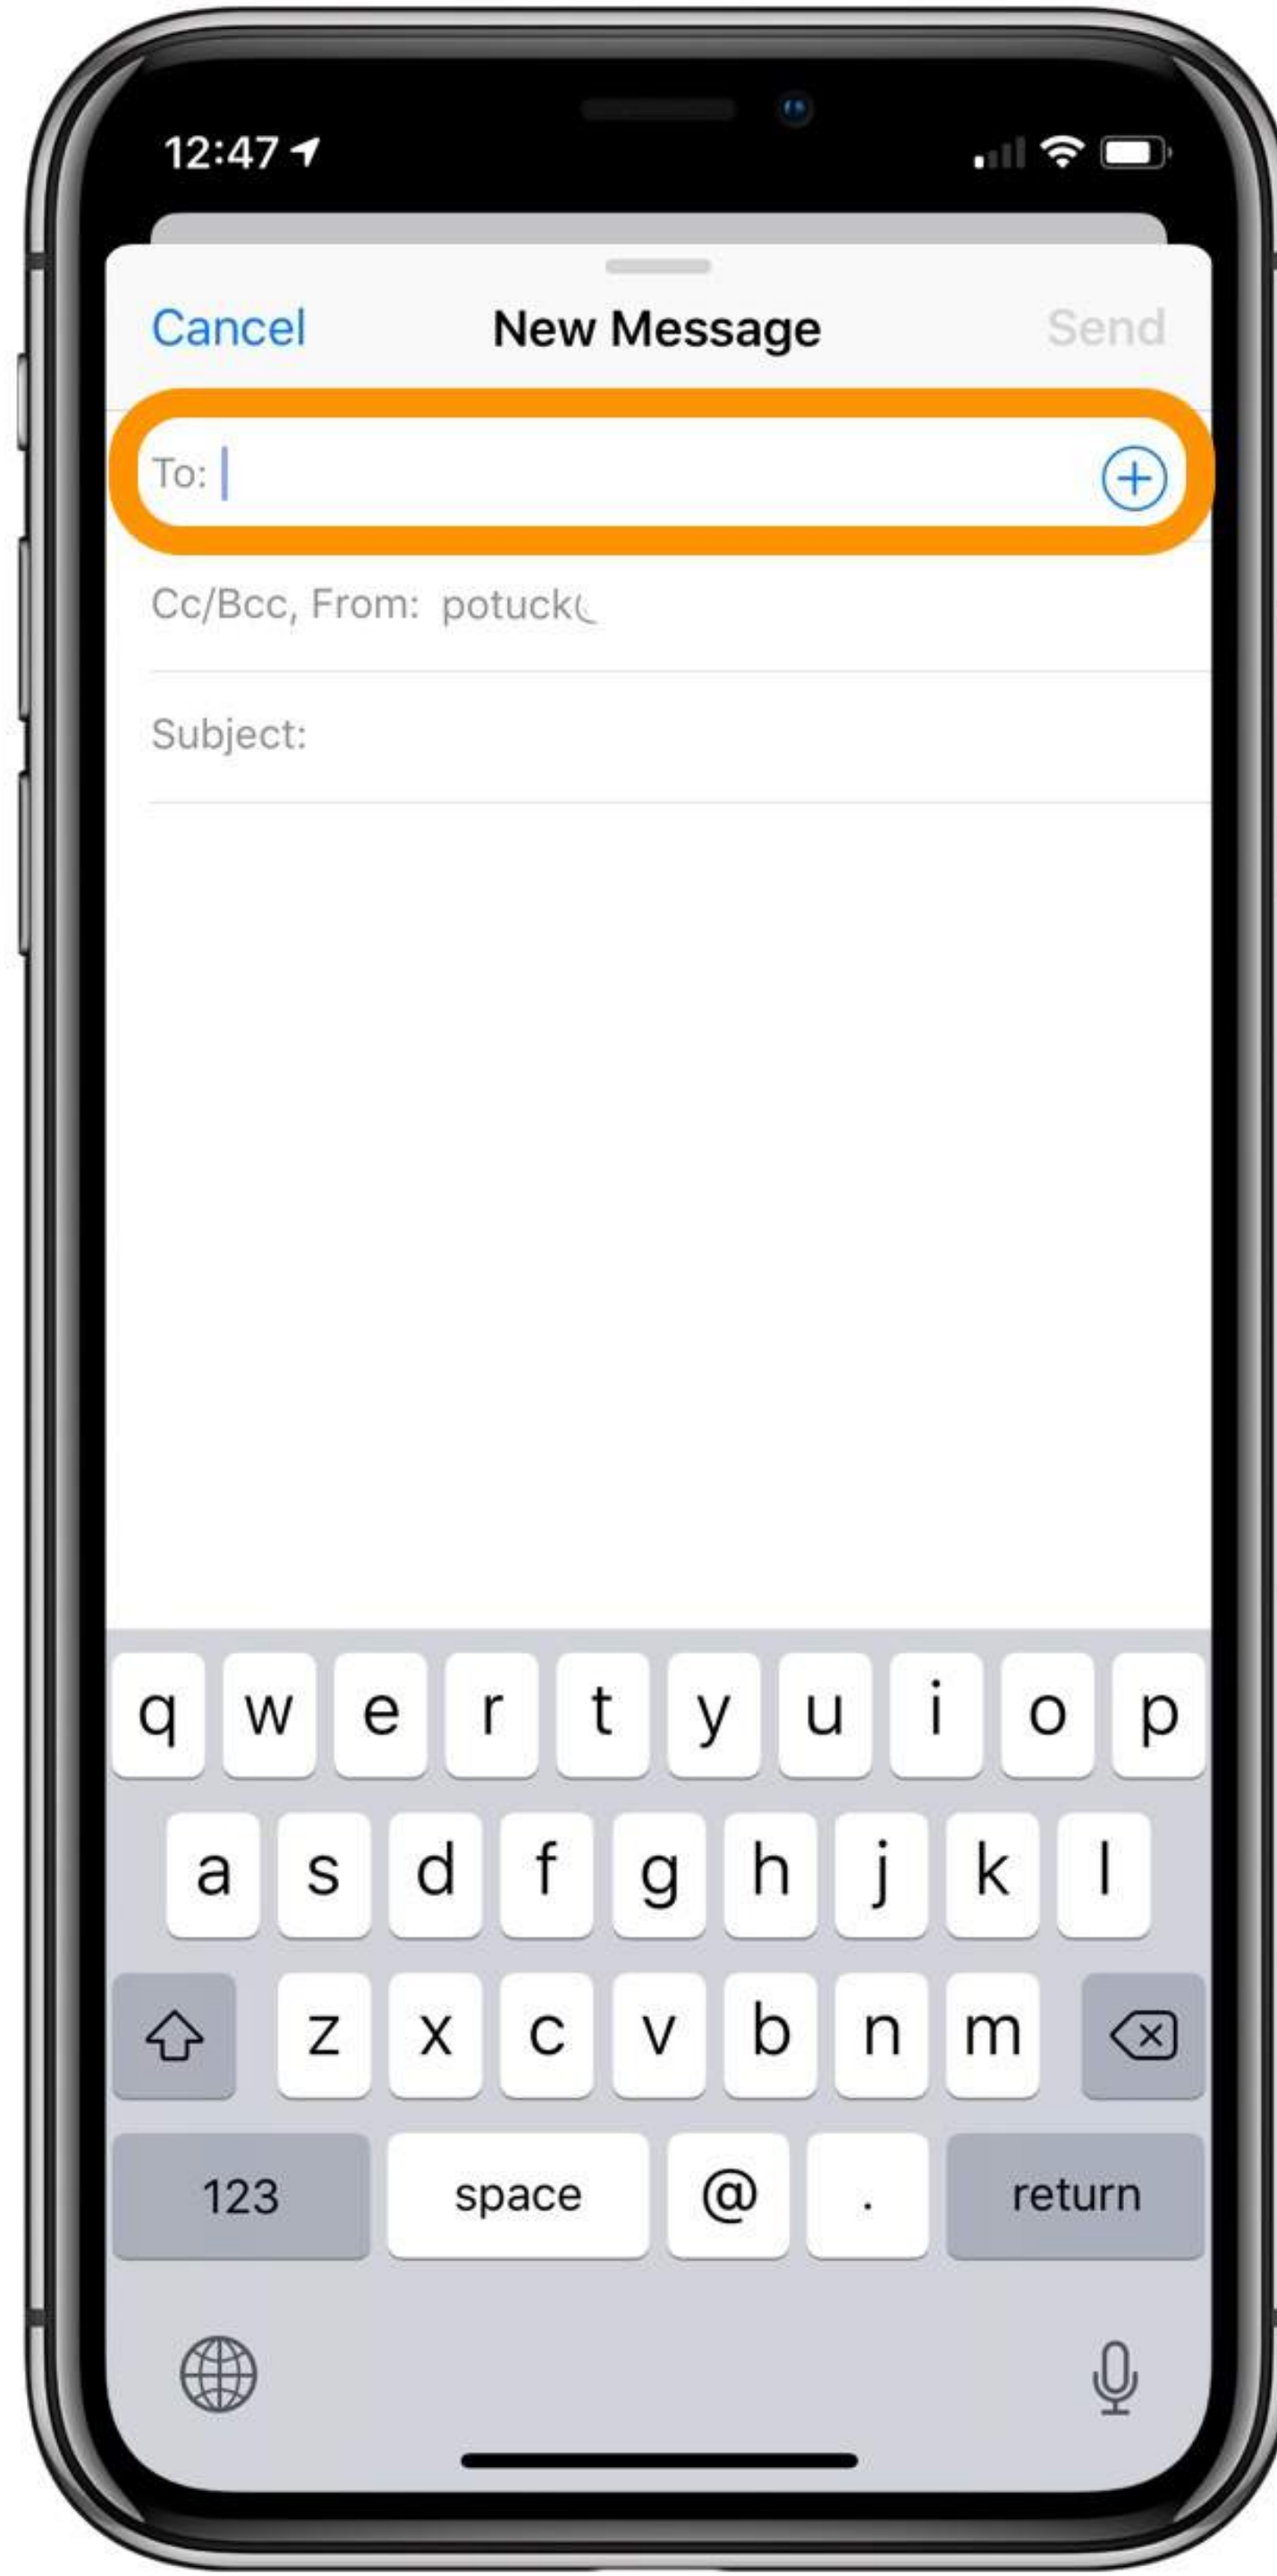 12:47
Cancel New Message Send
To:
Cc/Bcc, From: potuck
Subject:
q w e r t y u i o p
a s d f g h j k l
z x c v b n m
123 space @ . return